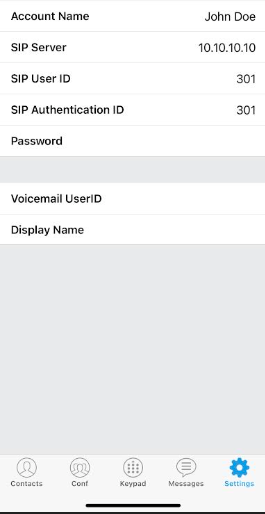 Account Name John Doe
SIP Server 10.10.10.10
SIP User ID 301
SIP Authentication ID 301
Password
Voicemail UserID
Display Name
Contacts Conf Keypad Messages Settings